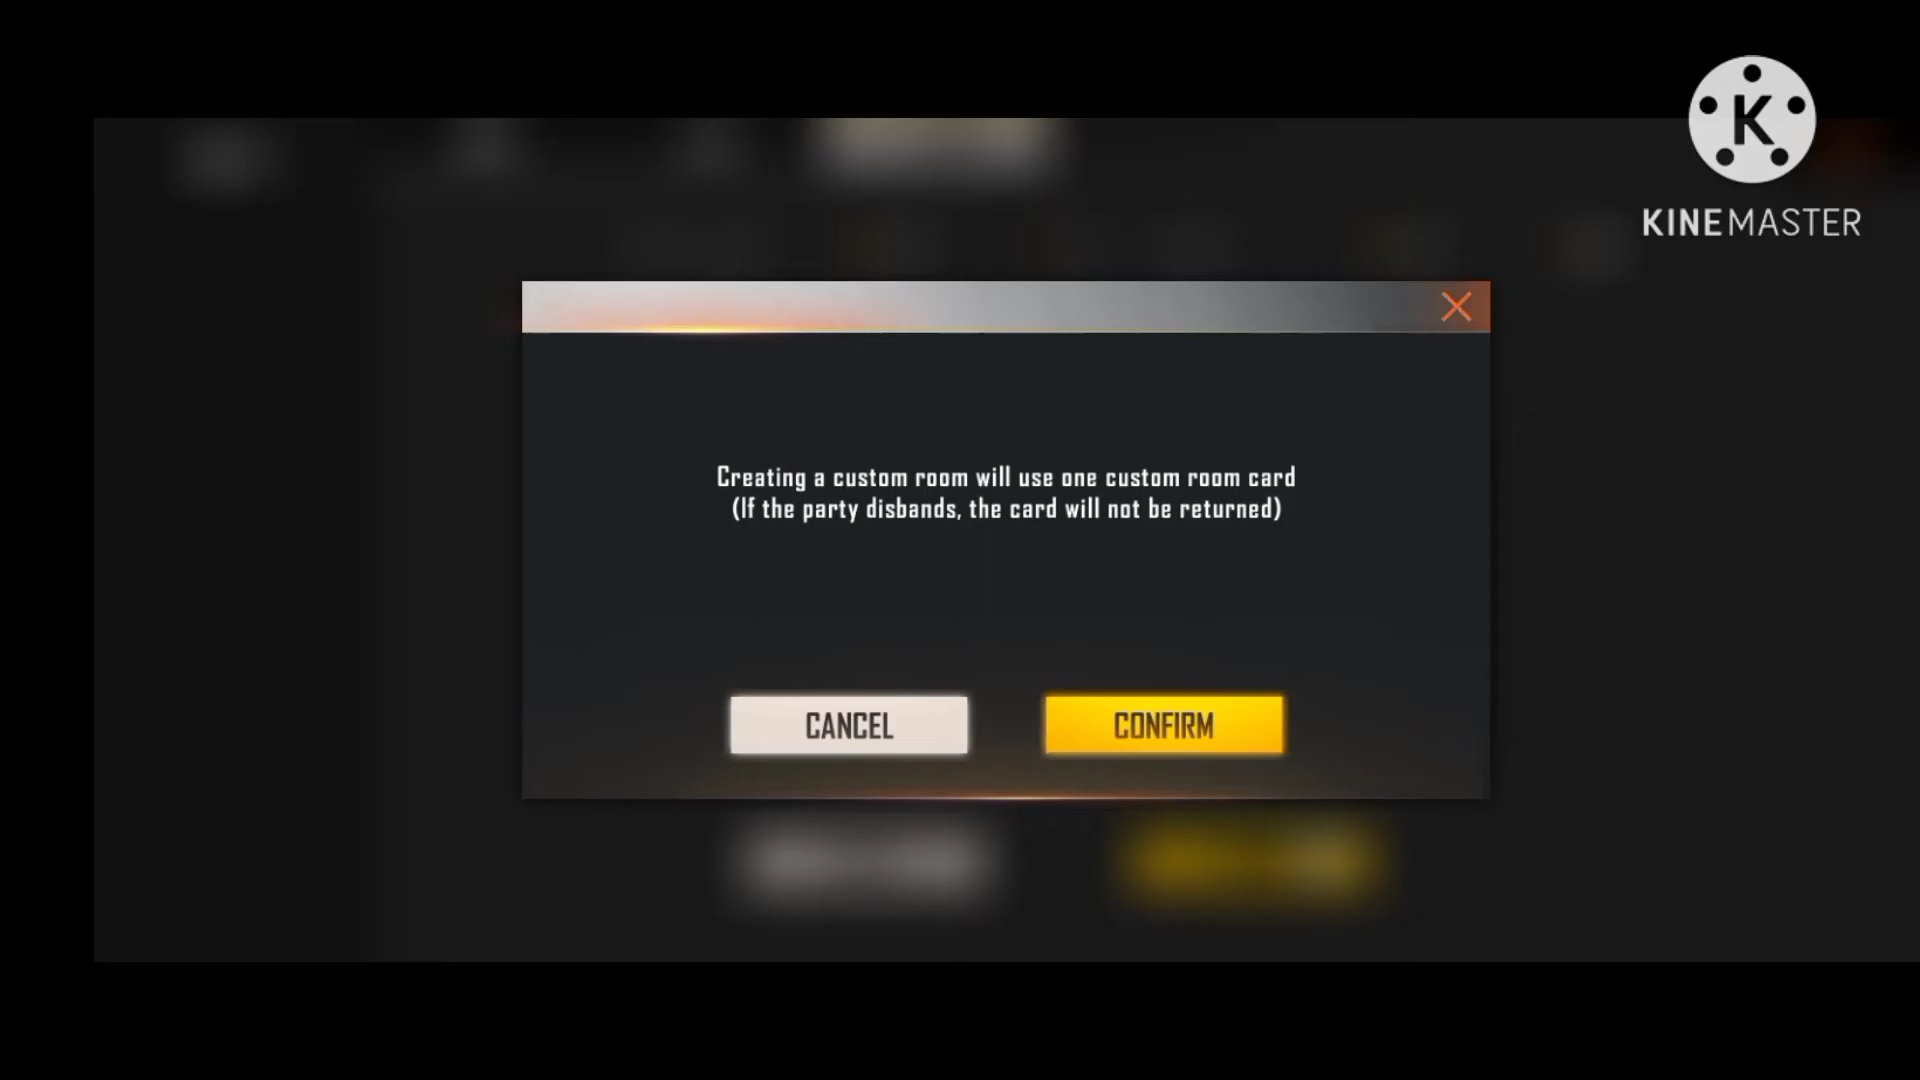 K
KINEMASTER
Creating a custom room will use one custom room card
(If the party disbands, the card will not be returned)
CANCEL
CONFIRM